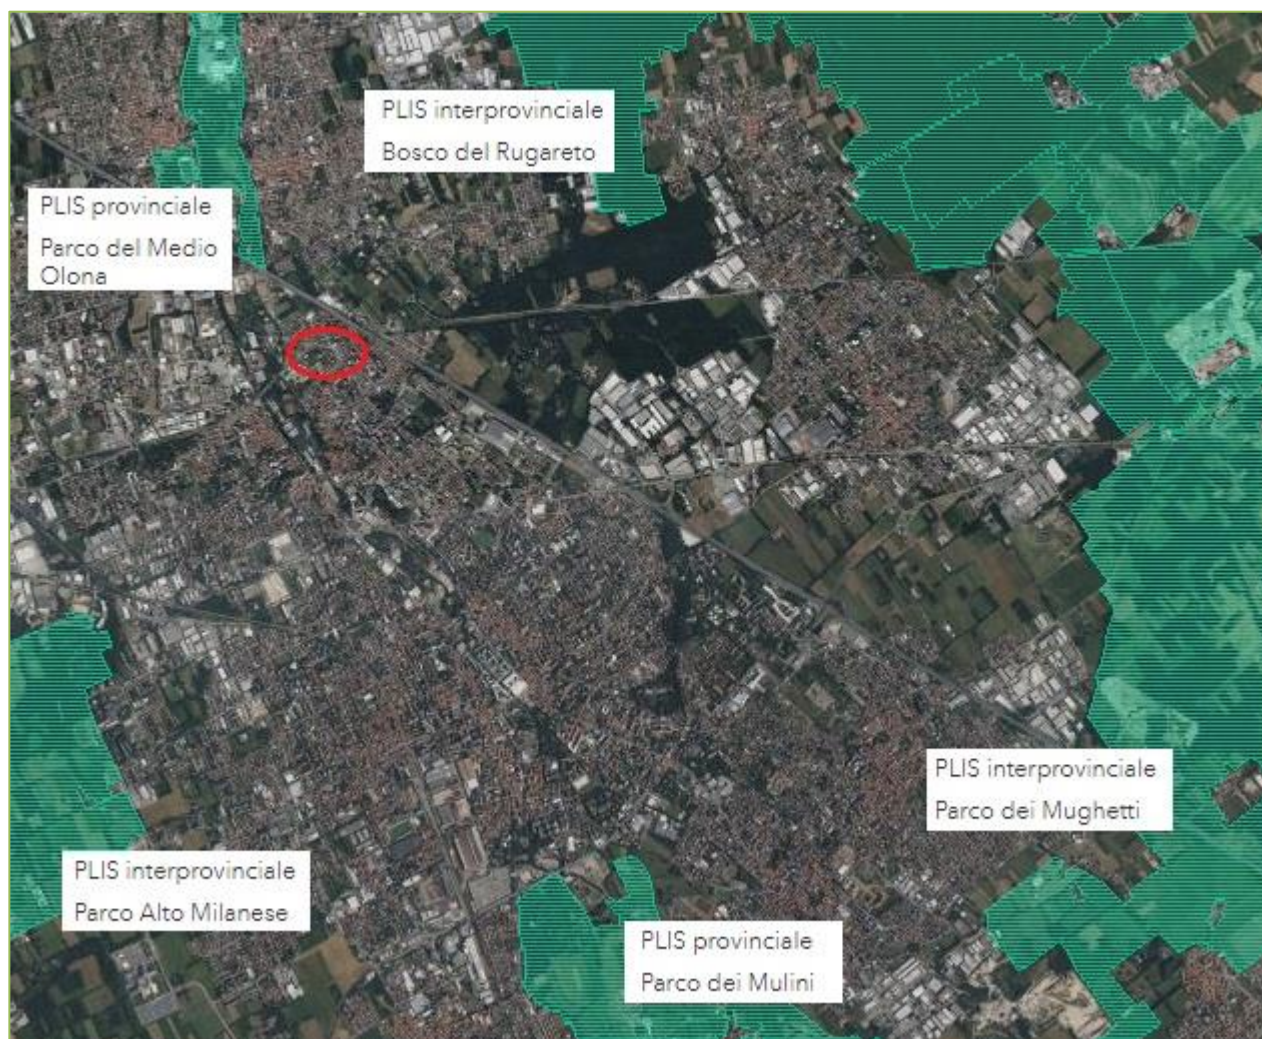 PLIS interprovinciale
Bosco del Rugareto
PLIS provinciale
Parco del Medio
Olona
PLIS interprovinciale
Parco dei Mughetti
PLIS interprovinciale
Parco Alto Milanese
PLIS provinciale
Parco dei Mulini